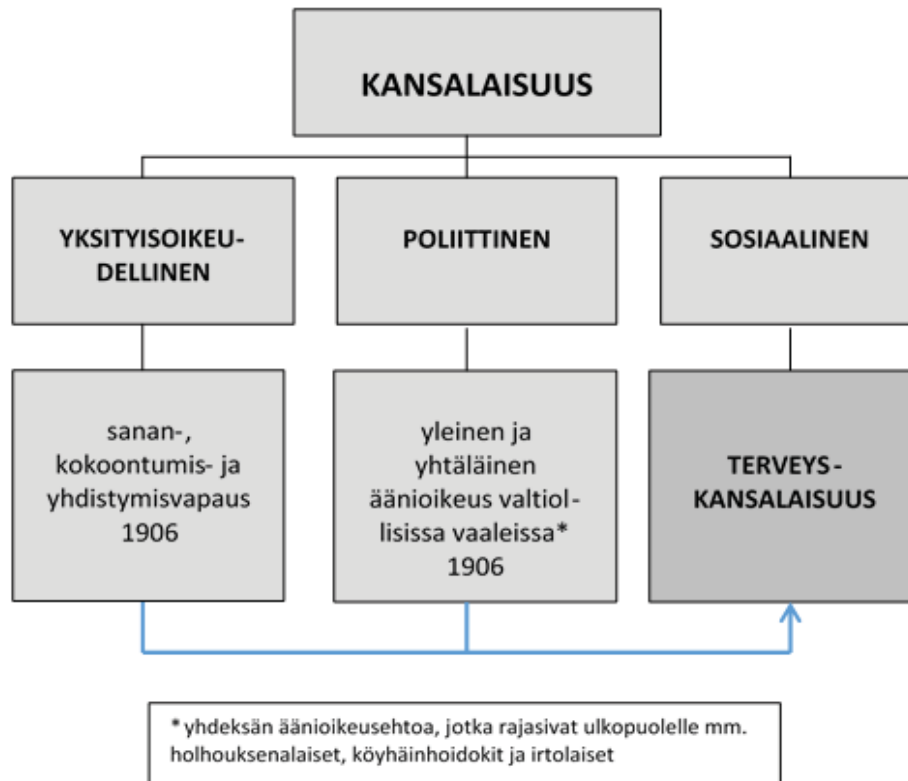 KANSALAISUUS
YKSITYISOIKEU-
DELLINEN
POLIITTINEN
SOSIAALINEN
sanan-,
kokoontumis- ja
yhdistymisvapaus
1906
yleinen ja
yhtäläinen
äänioikeus valtiol-
lisissa vaaleissa*
1906
TERVEYS-
KANSALAISUUS
* yhdeksän äänioikeusehtoa, jotka rajasivat ulkopuolelle mm.
holhouksenalaiset, köyhäinhoidokit ja irtolaiset